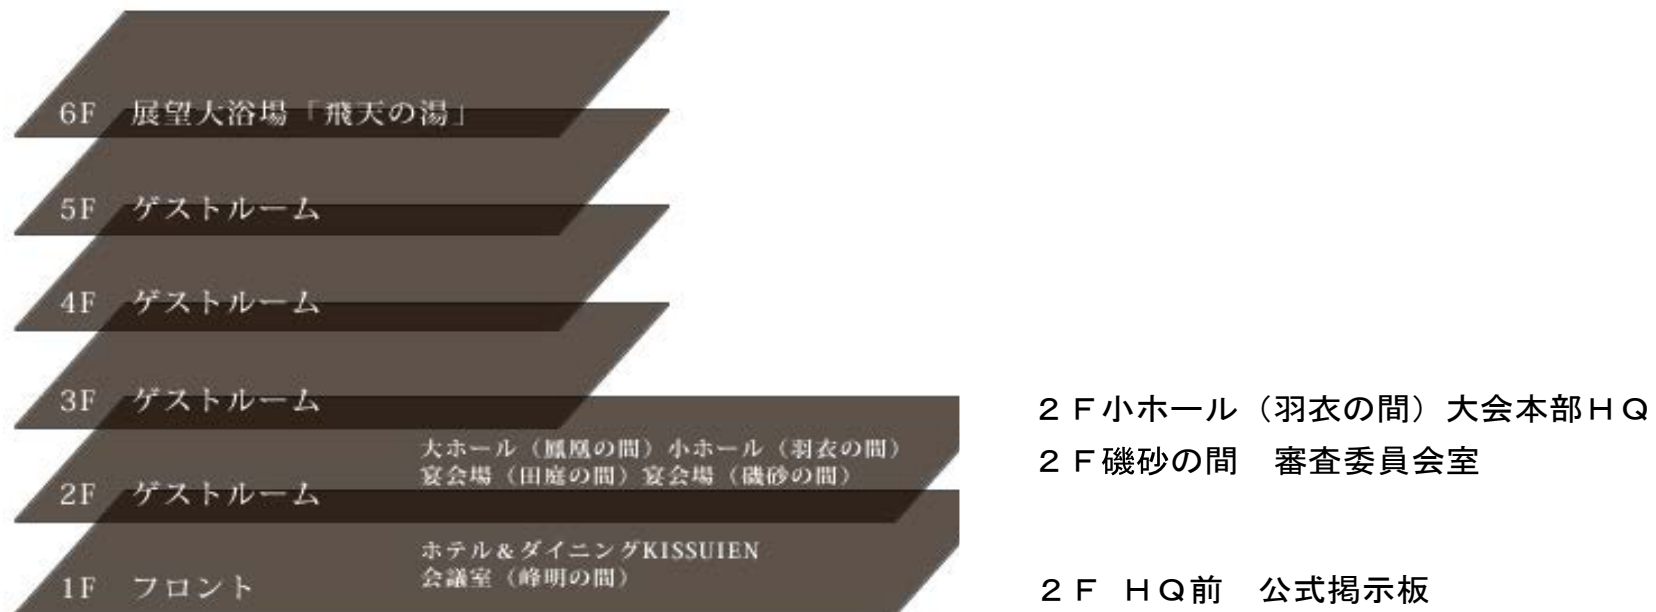 6F 展望大浴場「飛天の湯」
5F ゲストルーム
4F ゲストルーム
3F ゲストルーム
大ホール（鳳凰の間）小ホール（羽衣の間）
宴会場（田庭の間）宴会場（磯砂の間）
2F ゲストルーム
ホテル&ダイニングKISSUIEN
会議室（峰明の間）
1F フロント
２Ｆ小ホール（羽衣の間）大会本部ＨＱ
２Ｆ磯砂の間　審査委員会室
２Ｆ ＨＱ前　公式掲示板